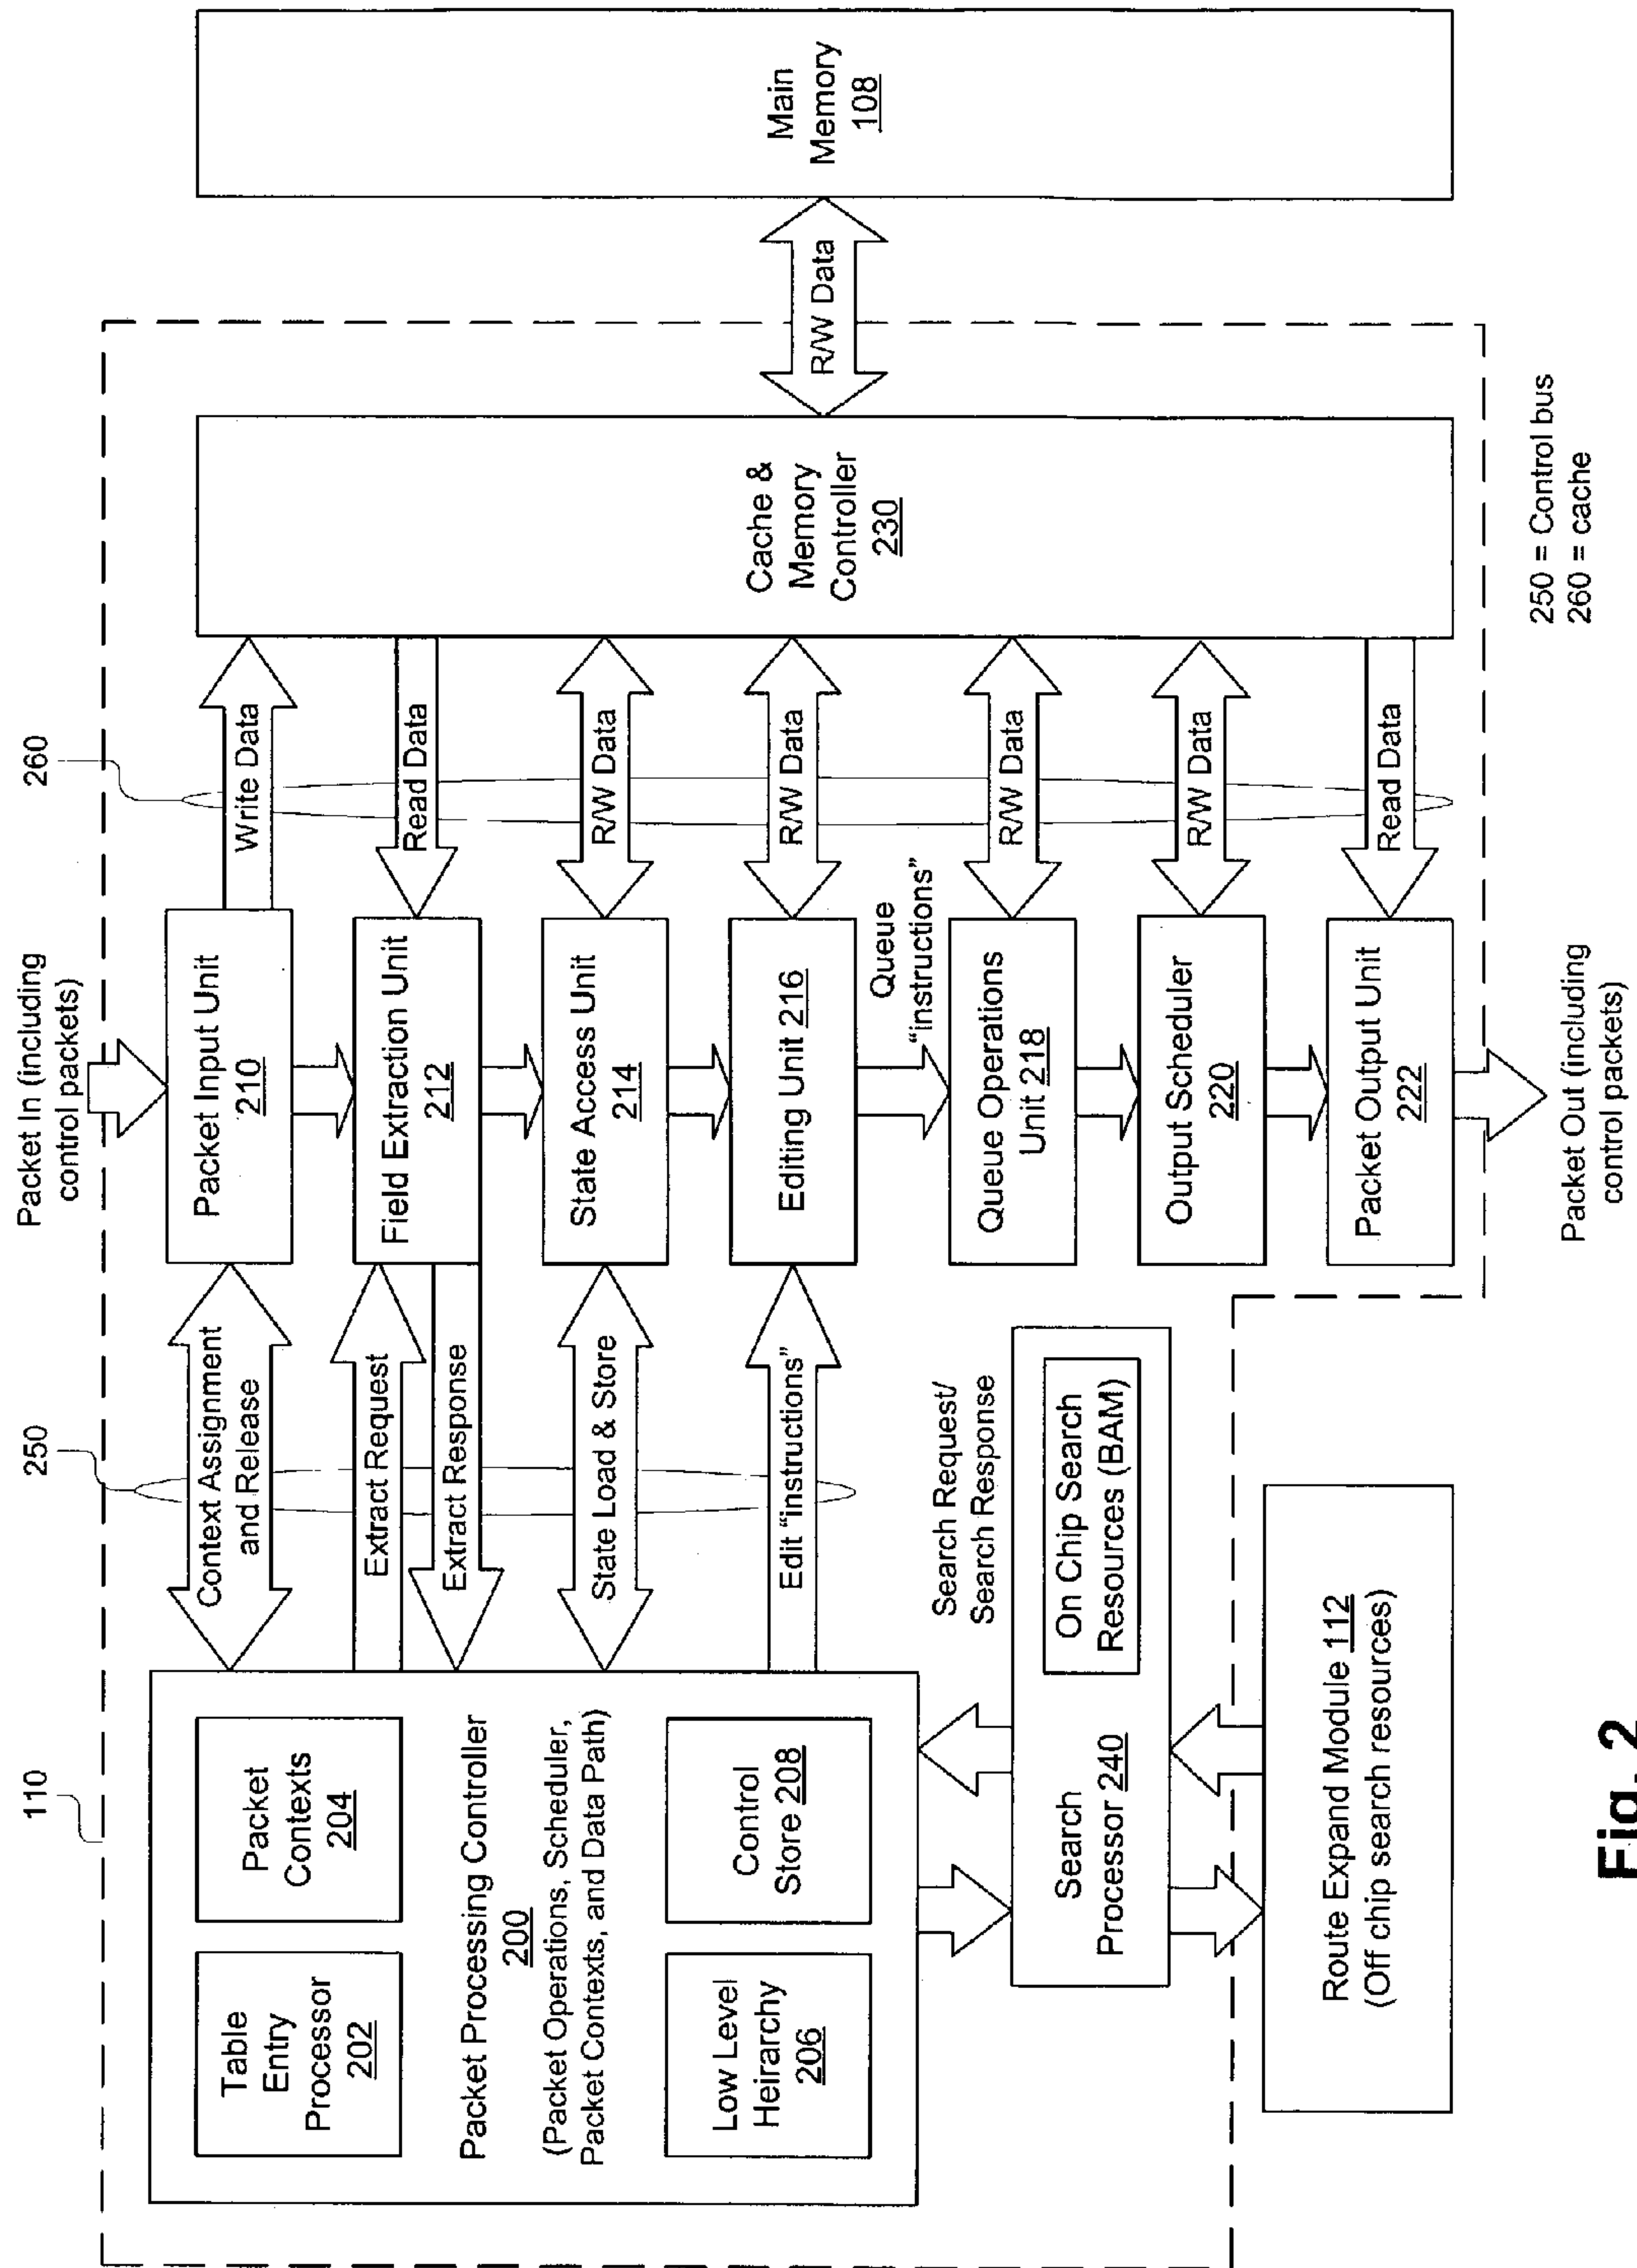 110
250
260
Packet In (including
control packets)
Table
Entry
Processor
202
Packet
Contexts
204
Packet Processing Controller
200
(Packet Operations, Scheduler,
Packet Contexts, and Data Path)
Low Level
Heirarchy
206
Control
Store 208
Context Assignment
and Release
Extract Request
Extract Response
State Load & Store
Edit “instructions”
Packet Input Unit
210
Field Extraction Unit
212
State Access Unit
214
Editing Unit 216
Queue
“instructions”
Queue Operations
Unit 218
Output Scheduler
220
Packet Output Unit
222
Write Data
Read Data
R/W Data
R/W Data
R/W Data
R/W Data
Read Data
Cache &
Memory
Controller
230
R/W Data
Main
Memory
108
Search Request/
Search Response
Search
Processor 240
On Chip Search
Resources (BAM)
Route Expand Module 112
(Off chip search resources)
Packet Out (including
control packets)
250 = Control bus
260 = cache
Fig. 2